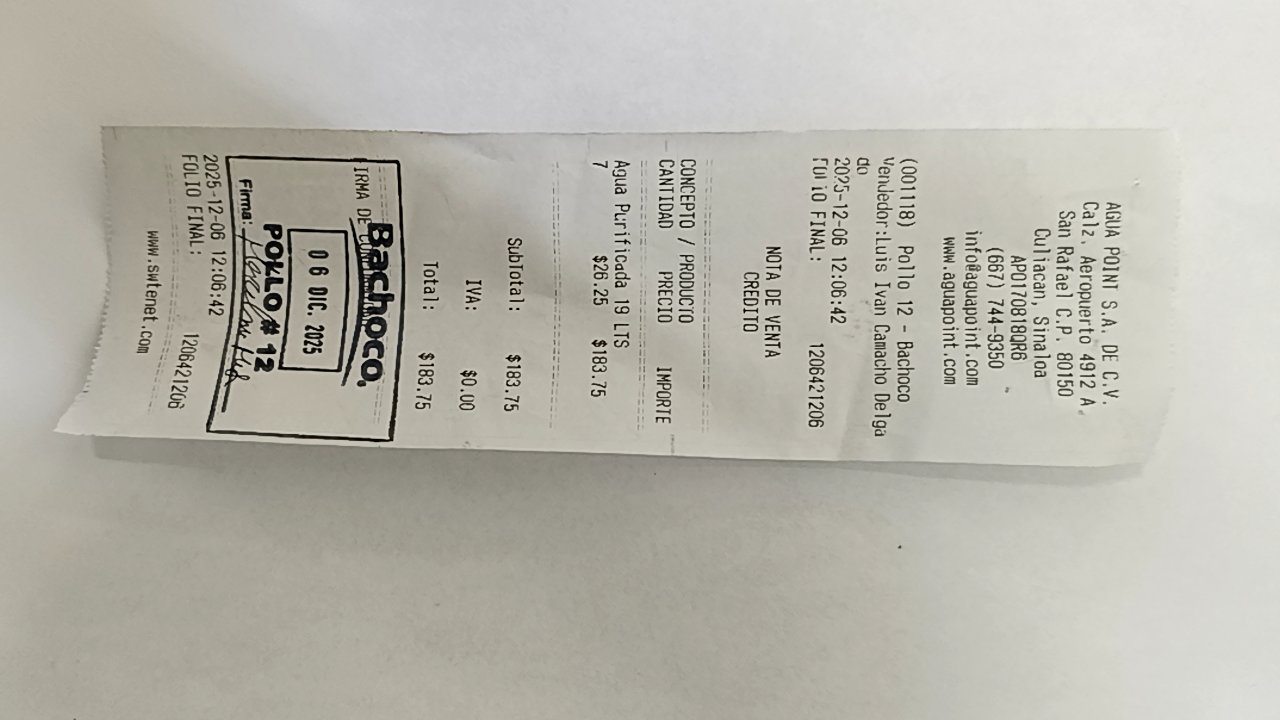 AGUA POINT S.A. DE C.V.
Calz. Aeropuerto 4912 A
San Rafael C.P. 80150
Culiacan, Sinaloa
APO170818QR6
(667) 744-9350
info@aguapoint.com
www.aguapoint.com
(001118) Pollo 12 - Bachoco
Vendedor:Luis Ivan Camacho Delga
do
2025-12-06 12:06:42
FOLIO FINAL: 1206421206
NOTA DE VENTA
CREDITO
CONCEPTO / PRODUCTO
CANTIDAD PRECIO IMPORTE
Agua Purificada 19 LTS
7 $26.25 $183.75
SubTotal: $183.75
IVA: $0.00
Total: $183.75
Bachoco
FIRMA DE
06 DIC. 2025
POLLO # 12
Firma:
2025-12-06 12:06:42
FOLIO FINAL: 1206421206
www.swtenet.com